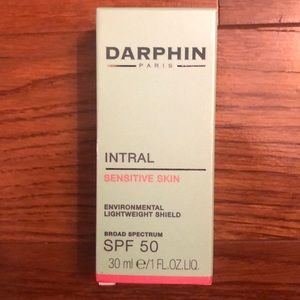 DARPHIN
PARIS
INTRAL
SENSITIVE SKIN
ENVIRONMENTAL
LIGHTWEIGHT SHIELD
BROAD SPECTRUM
SPF 50
30 ml ℮/1 FL.OZ.LIQ.